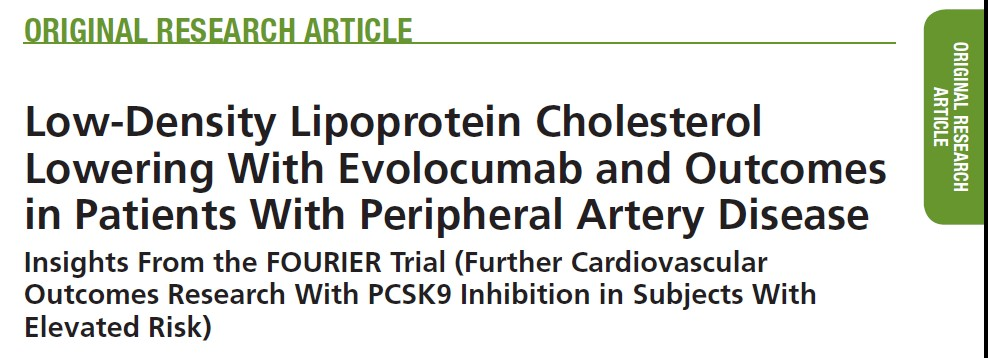 ORIGINAL RESEARCH ARTICLE
Low-Density Lipoprotein Cholesterol
Lowering With Evolocumab and Outcomes
in Patients With Peripheral Artery Disease
Insights From the FOURIER Trial (Further Cardiovascular
Outcomes Research With PCSK9 Inhibition in Subjects With
Elevated Risk)
ORIGINAL RESEARCH
ARTICLE